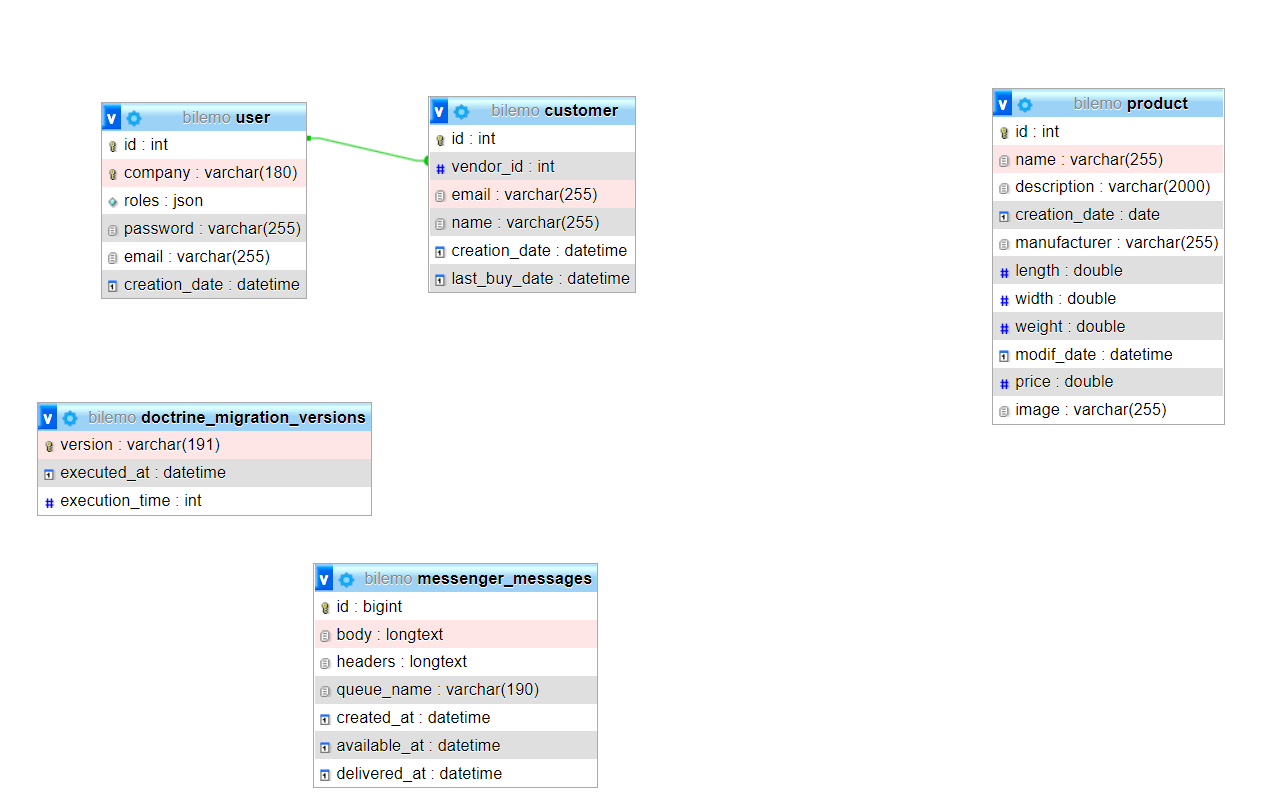 bilemo user
id : int
company : varchar(180)
roles : json
password : varchar(255)
email : varchar(255)
creation_date : datetime
bilemo customer
id : int
vendor_id : int
email : varchar(255)
name : varchar(255)
creation_date : datetime
last_buy_date : datetime
bilemo product
id : int
name : varchar(255)
description : varchar(2000)
creation_date : date
manufacturer : varchar(255)
length : double
width : double
weight : double
modif_date : datetime
price : double
image : varchar(255)
bilemo doctrine_migration_versions
version : varchar(191)
executed_at : datetime
execution_time : int
bilemo messenger_messages
id : bigint
body : longtext
headers : longtext
queue_name : varchar(190)
created_at : datetime
available_at : datetime
delivered_at : datetime